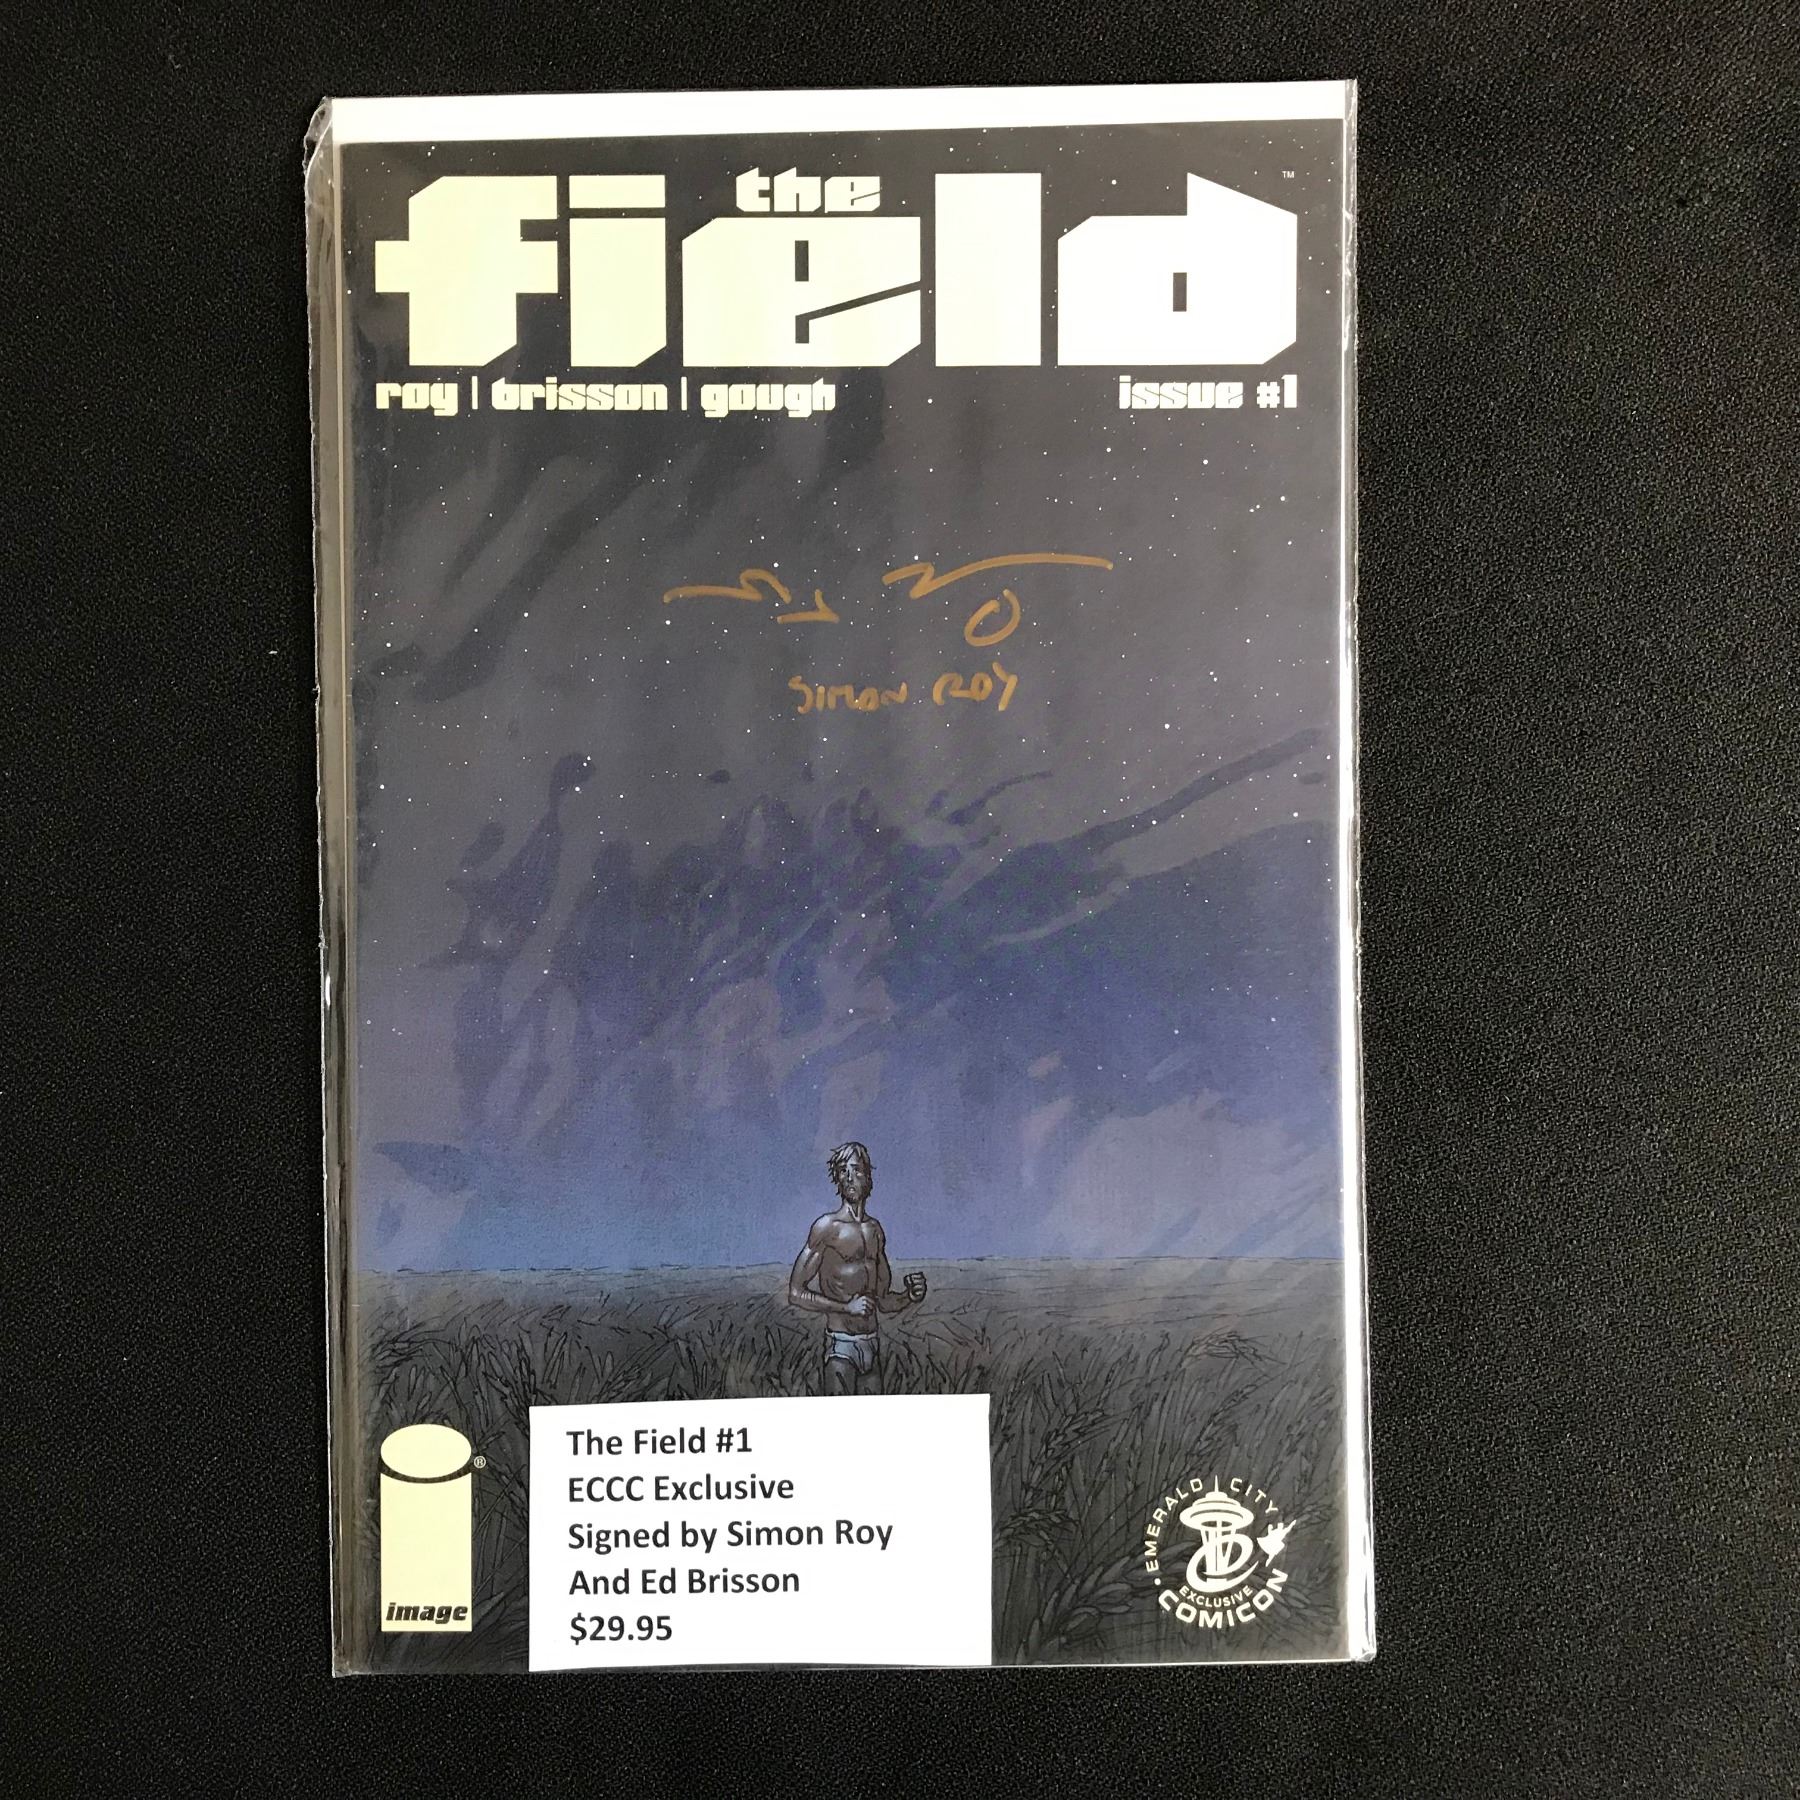 the
field
TM
roy | brisson | gough
issue #1
SIMON ROY
The Field #1
ECCC Exclusive
Signed by Simon Roy
And Ed Brisson
$29.95
®
image
EMERALD CITY
EXCLUSIVE
COMICON